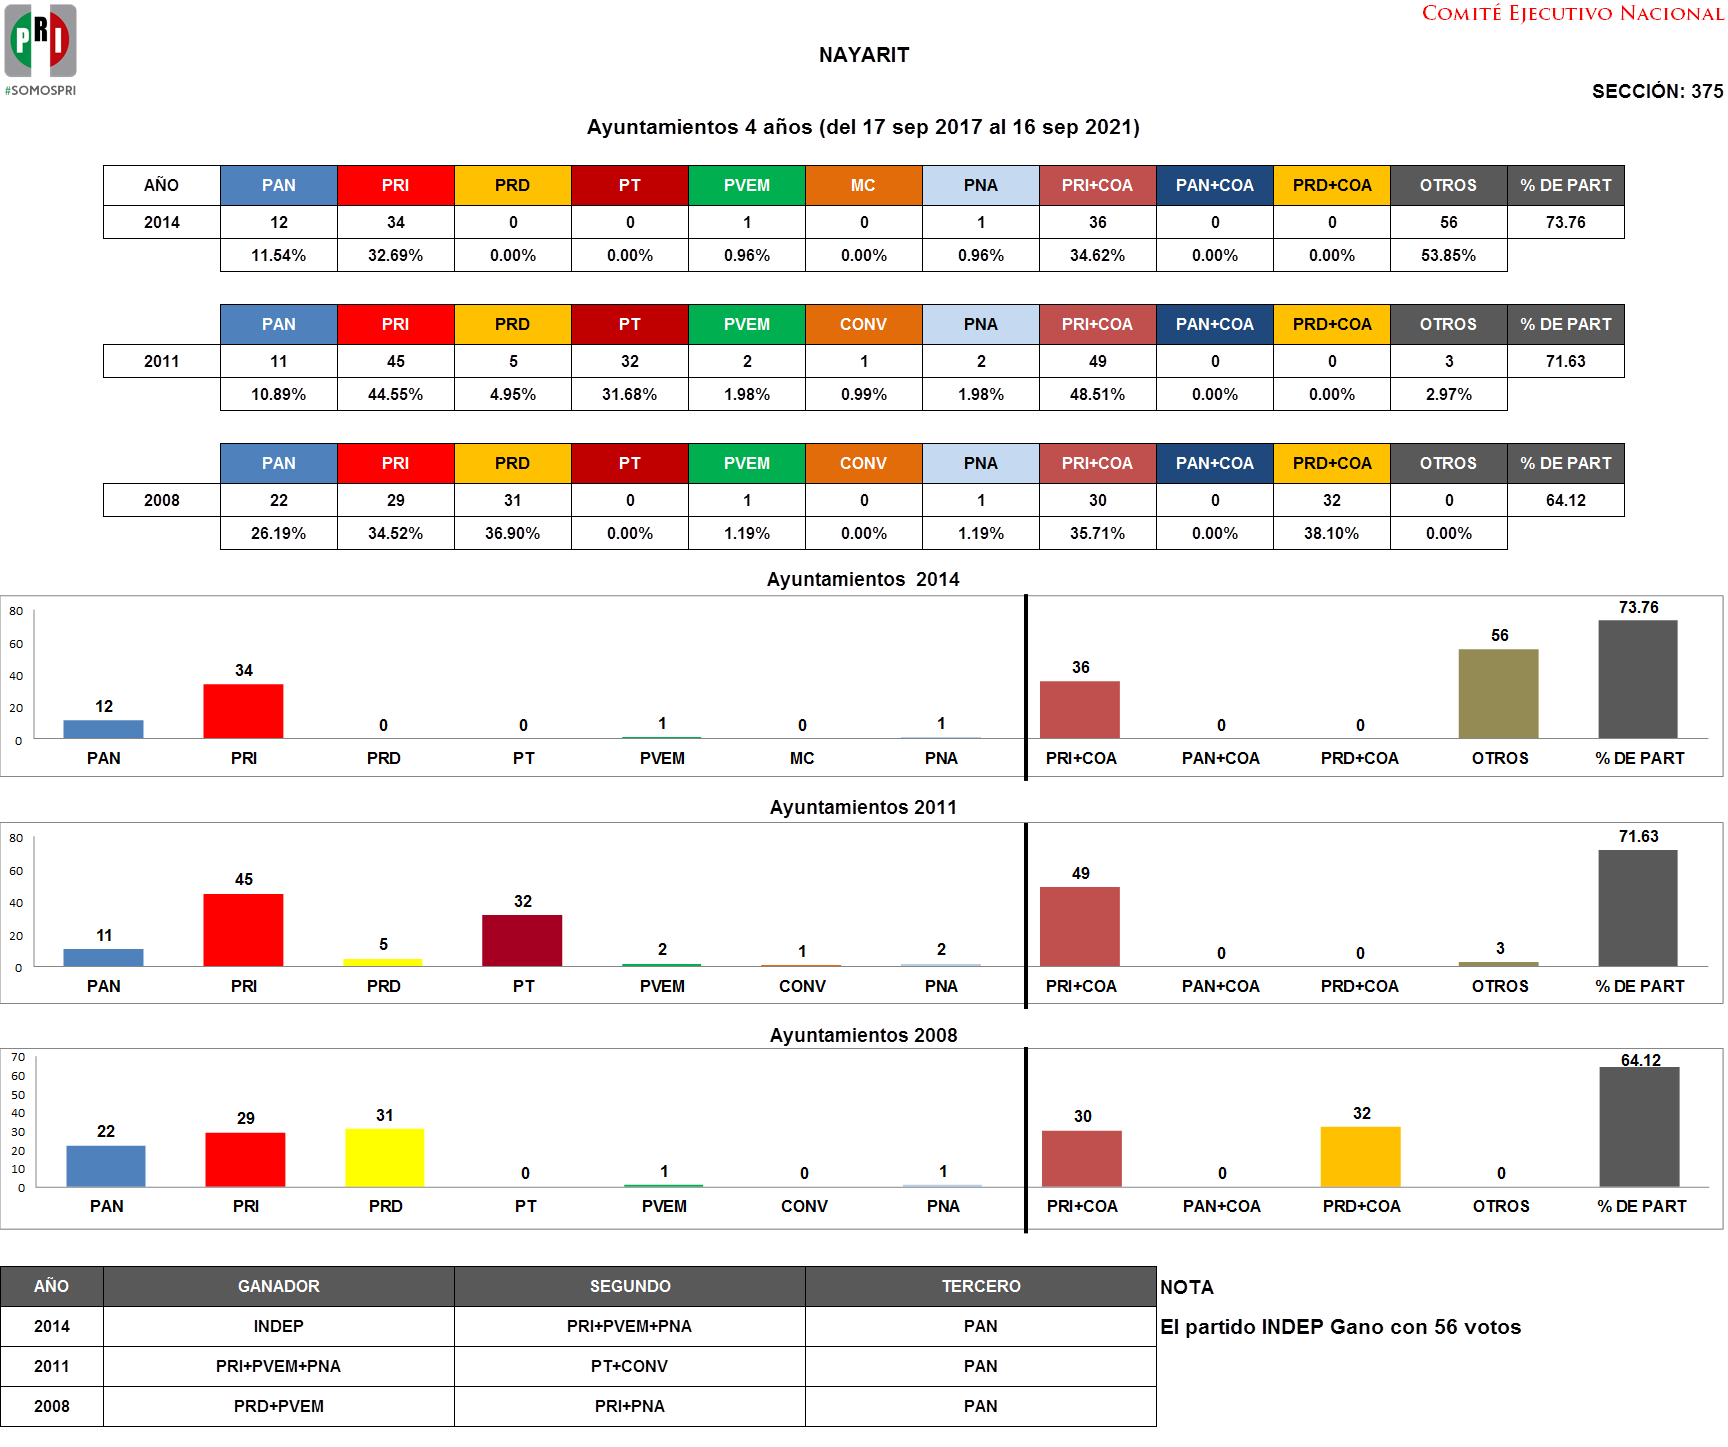 PRI
#SOMOSPRI
COMITÉ EJECUTIVO NACIONAL
NAYARIT
SECCIÓN: 375
Ayuntamientos 4 años (del 17 sep 2017 al 16 sep 2021)
AÑO PAN PRI PRD PT PVEM MC PNA PRI+COA PAN+COA PRD+COA OTROS % DE PART
2014 12 34 0 0 1 0 1 36 0 0 56 73.76
11.54% 32.69% 0.00% 0.00% 0.96% 0.00% 0.96% 34.62% 0.00% 0.00% 53.85%
PAN PRI PRD PT PVEM CONV PNA PRI+COA PAN+COA PRD+COA OTROS % DE PART
2011 11 45 5 32 2 1 2 49 0 0 3 71.63
10.89% 44.55% 4.95% 31.68% 1.98% 0.99% 1.98% 48.51% 0.00% 0.00% 2.97%
PAN PRI PRD PT PVEM CONV PNA PRI+COA PAN+COA PRD+COA OTROS % DE PART
2008 22 29 31 0 1 0 1 30 0 32 0 64.12
26.19% 34.52% 36.90% 0.00% 1.19% 0.00% 1.19% 35.71% 0.00% 38.10% 0.00%
Ayuntamientos 2014
80
60
40
20
0
12 34 0 0 1 0 1 36 0 0 56 73.76
PAN PRI PRD PT PVEM MC PNA PRI+COA PAN+COA PRD+COA OTROS % DE PART
Ayuntamientos 2011
80
60
40
20
0
11 45 5 32 2 1 2 49 0 0 3 71.63
PAN PRI PRD PT PVEM CONV PNA PRI+COA PAN+COA PRD+COA OTROS % DE PART
Ayuntamientos 2008
70
60
50
40
30
20
10
0
22 29 31 0 1 0 1 30 0 32 0 64.12
PAN PRI PRD PT PVEM CONV PNA PRI+COA PAN+COA PRD+COA OTROS % DE PART
AÑO GANADOR SEGUNDO TERCERO NOTA
2014 INDEP PRI+PVEM+PNA PAN El partido INDEP Gano con 56 votos
2011 PRI+PVEM+PNA PT+CONV PAN
2008 PRD+PVEM PRI+PNA PAN